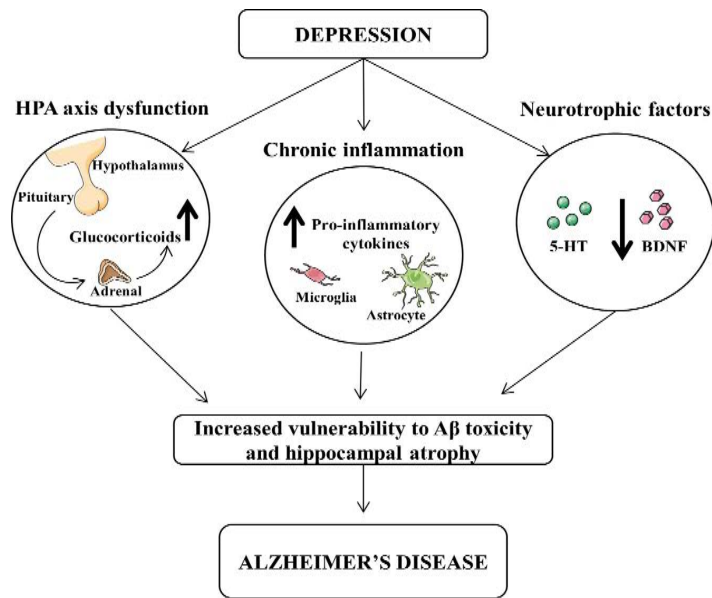 DEPRESSION
HPA axis dysfunction
Hypothalamus
Pituitary
Glucocorticoids
Adrenal
Chronic inflammation
Pro-inflammatory
cytokines
Microglia
Astrocyte
Neurotrophic factors
5-HT
BDNF
Increased vulnerability to Aβ toxicity
and hippocampal atrophy
ALZHEIMER’S DISEASE